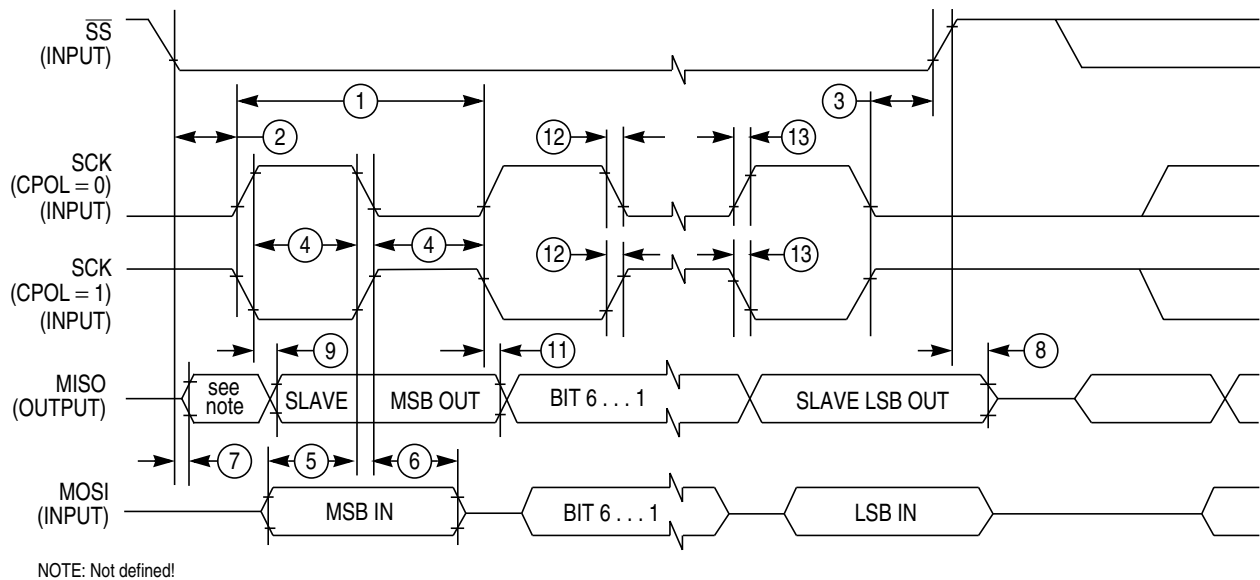 SS
(INPUT)
1
3
2
12
13
SCK
(CPOL = 0)
(INPUT)
4
4
12
13
SCK
(CPOL = 1)
(INPUT)
9
11
8
MISO
(OUTPUT)
see
note
SLAVE
MSB OUT
BIT 6 . . . 1
SLAVE LSB OUT
7
5
6
MOSI
(INPUT)
MSB IN
BIT 6 . . . 1
LSB IN
NOTE: Not defined!